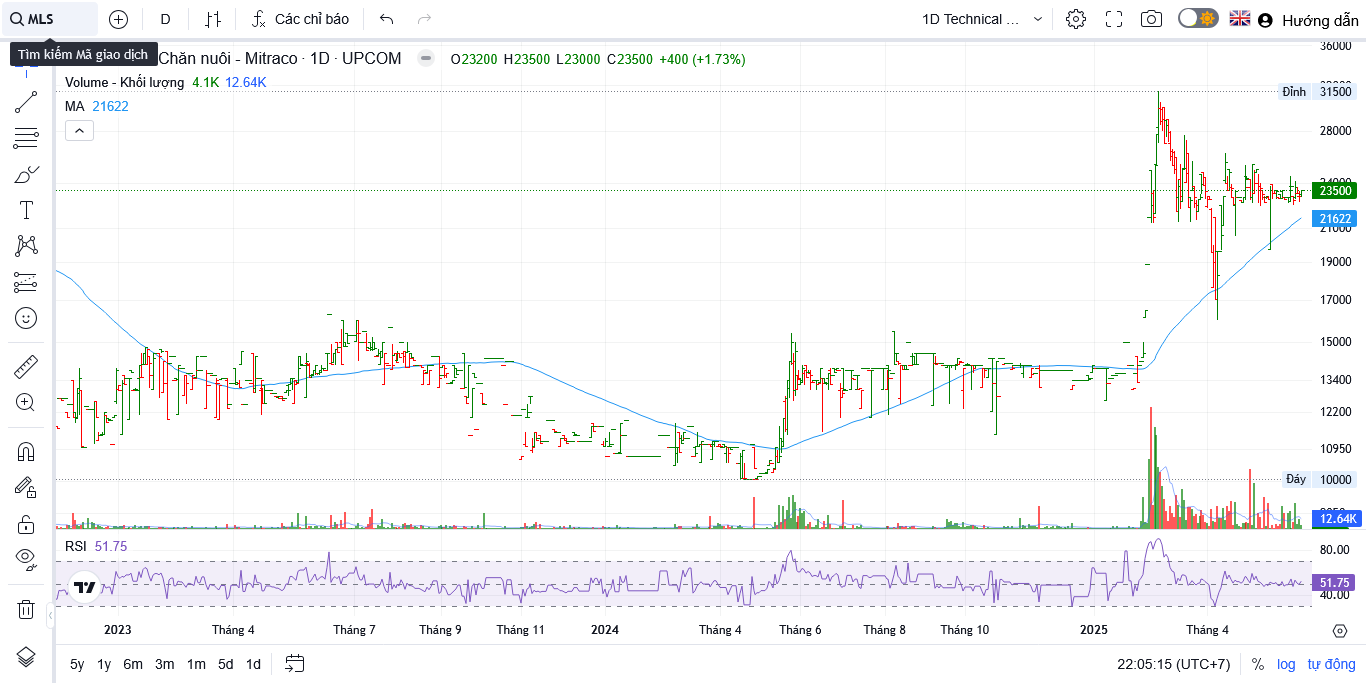 MLS
D
Các chỉ báo
1D Technical ...
Hướng dẫn
Tìm kiếm Mã giao dịch
Chăn nuôi - Mitraco · 1D · UPCOM
O23200 H23500 L23000 C23500 +400 (+1.73%)
Volume - Khối lượng 4.1K 12.64K
MA 21622
36000
Đỉnh 31500
28000
24000
23500
21622
21000
19000
17000
15000
13400
12200
10950
Đáy 10000
12.64K
RSI 51.75
80.00
51.75
40.00
2023 Tháng 4 Tháng 7 Tháng 9 Tháng 11 2024 Tháng 4 Tháng 6 Tháng 8 Tháng 10 2025 Tháng 4
5y 1y 6m 3m 1m 5d 1d
22:05:15 (UTC+7) % log tự động